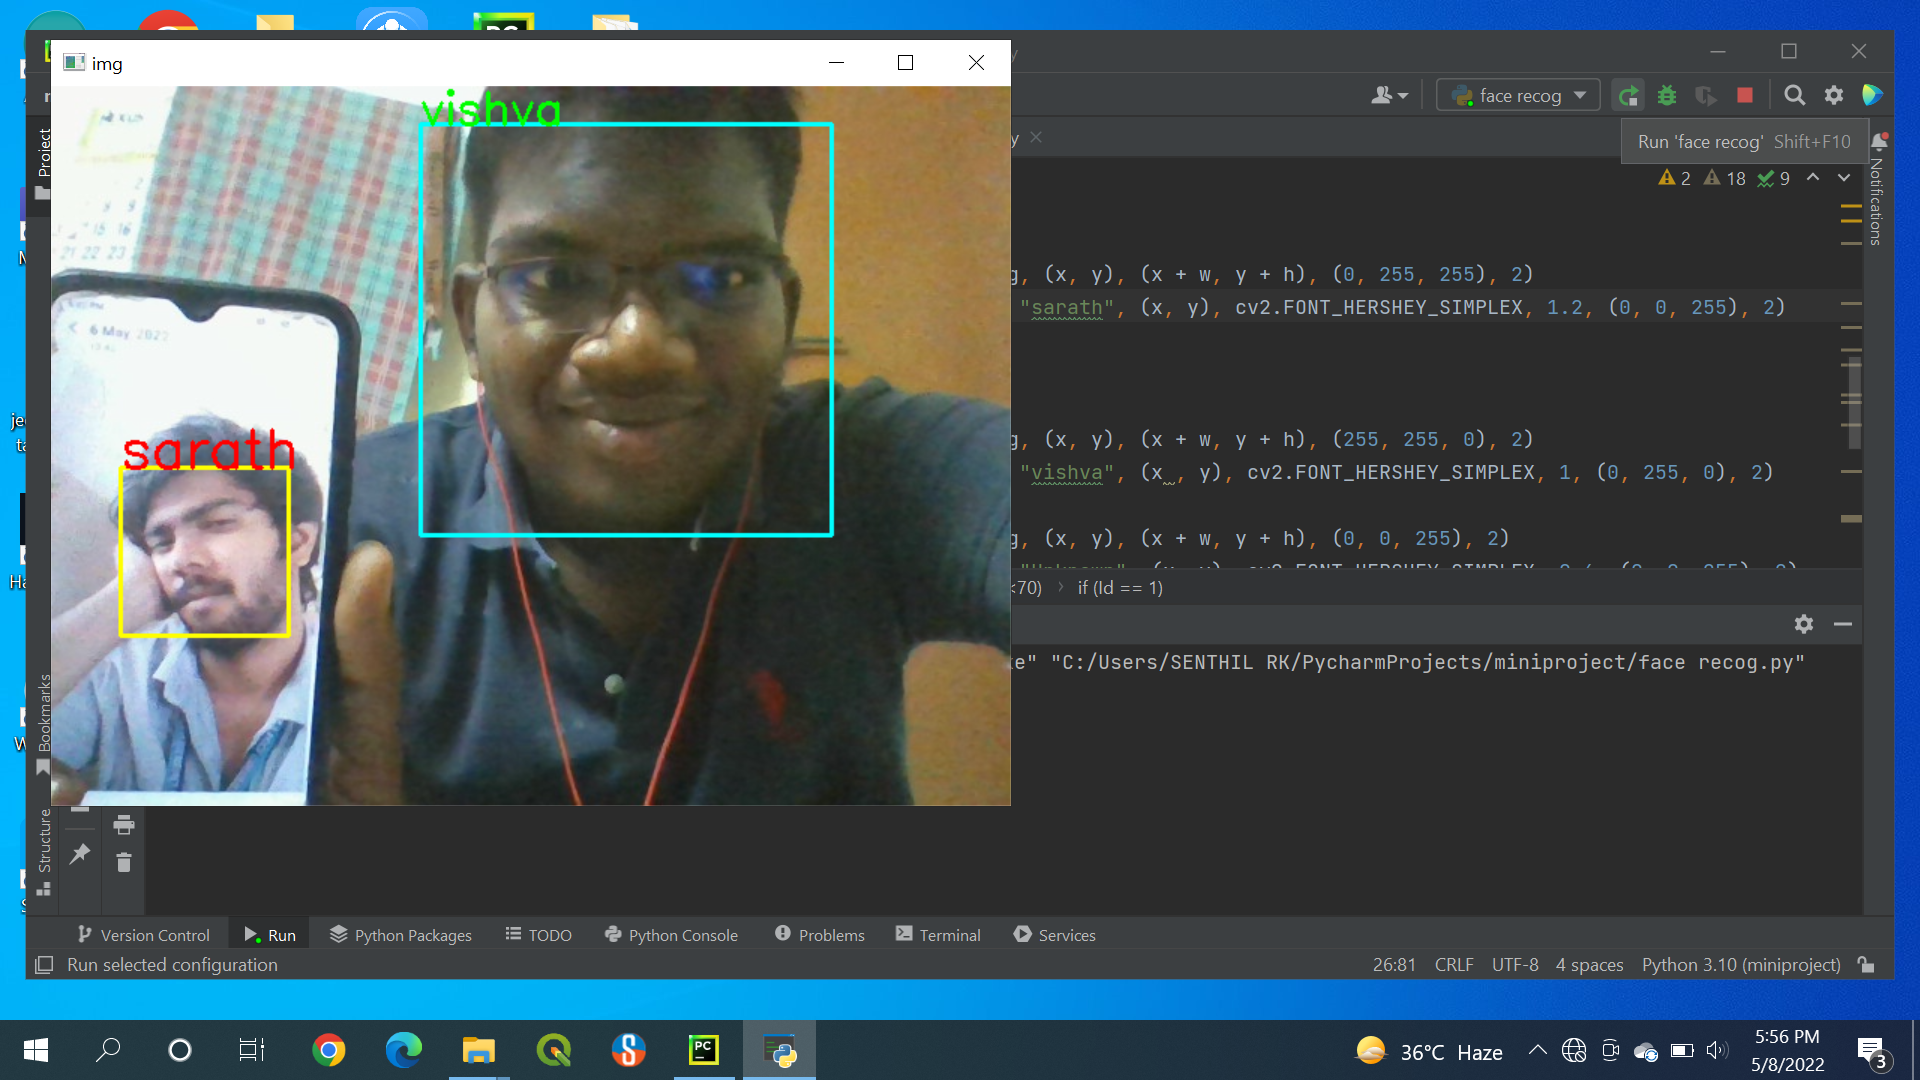 img
face recog
Run 'face recog' Shift+F10
2 18 9
Project
Notifications
vishva
6 May 2022
sarath
, (x, y), (x + w, y + h), (0, 255, 255), 2)
"sarath", (x, y), cv2.FONT_HERSHEY_SIMPLEX, 1.2, (0, 0, 255), 2)
, (x, y), (x + w, y + h), (255, 255, 0), 2)
"vishva", (x , y), cv2.FONT_HERSHEY_SIMPLEX, 1, (0, 255, 0), 2)
, (x, y), (x + w, y + h), (0, 0, 255), 2)
<70) › if (Id == 1)
"C:/Users/SENTHIL RK/PycharmProjects/miniproject/face recog.py"
Bookmarks
Structure
Version Control Run Python Packages TODO Python Console Problems Terminal Services
Run selected configuration 26:81 CRLF UTF-8 4 spaces Python 3.10 (miniproject)
PC
36°C Haze
5:56 PM
5/8/2022
3